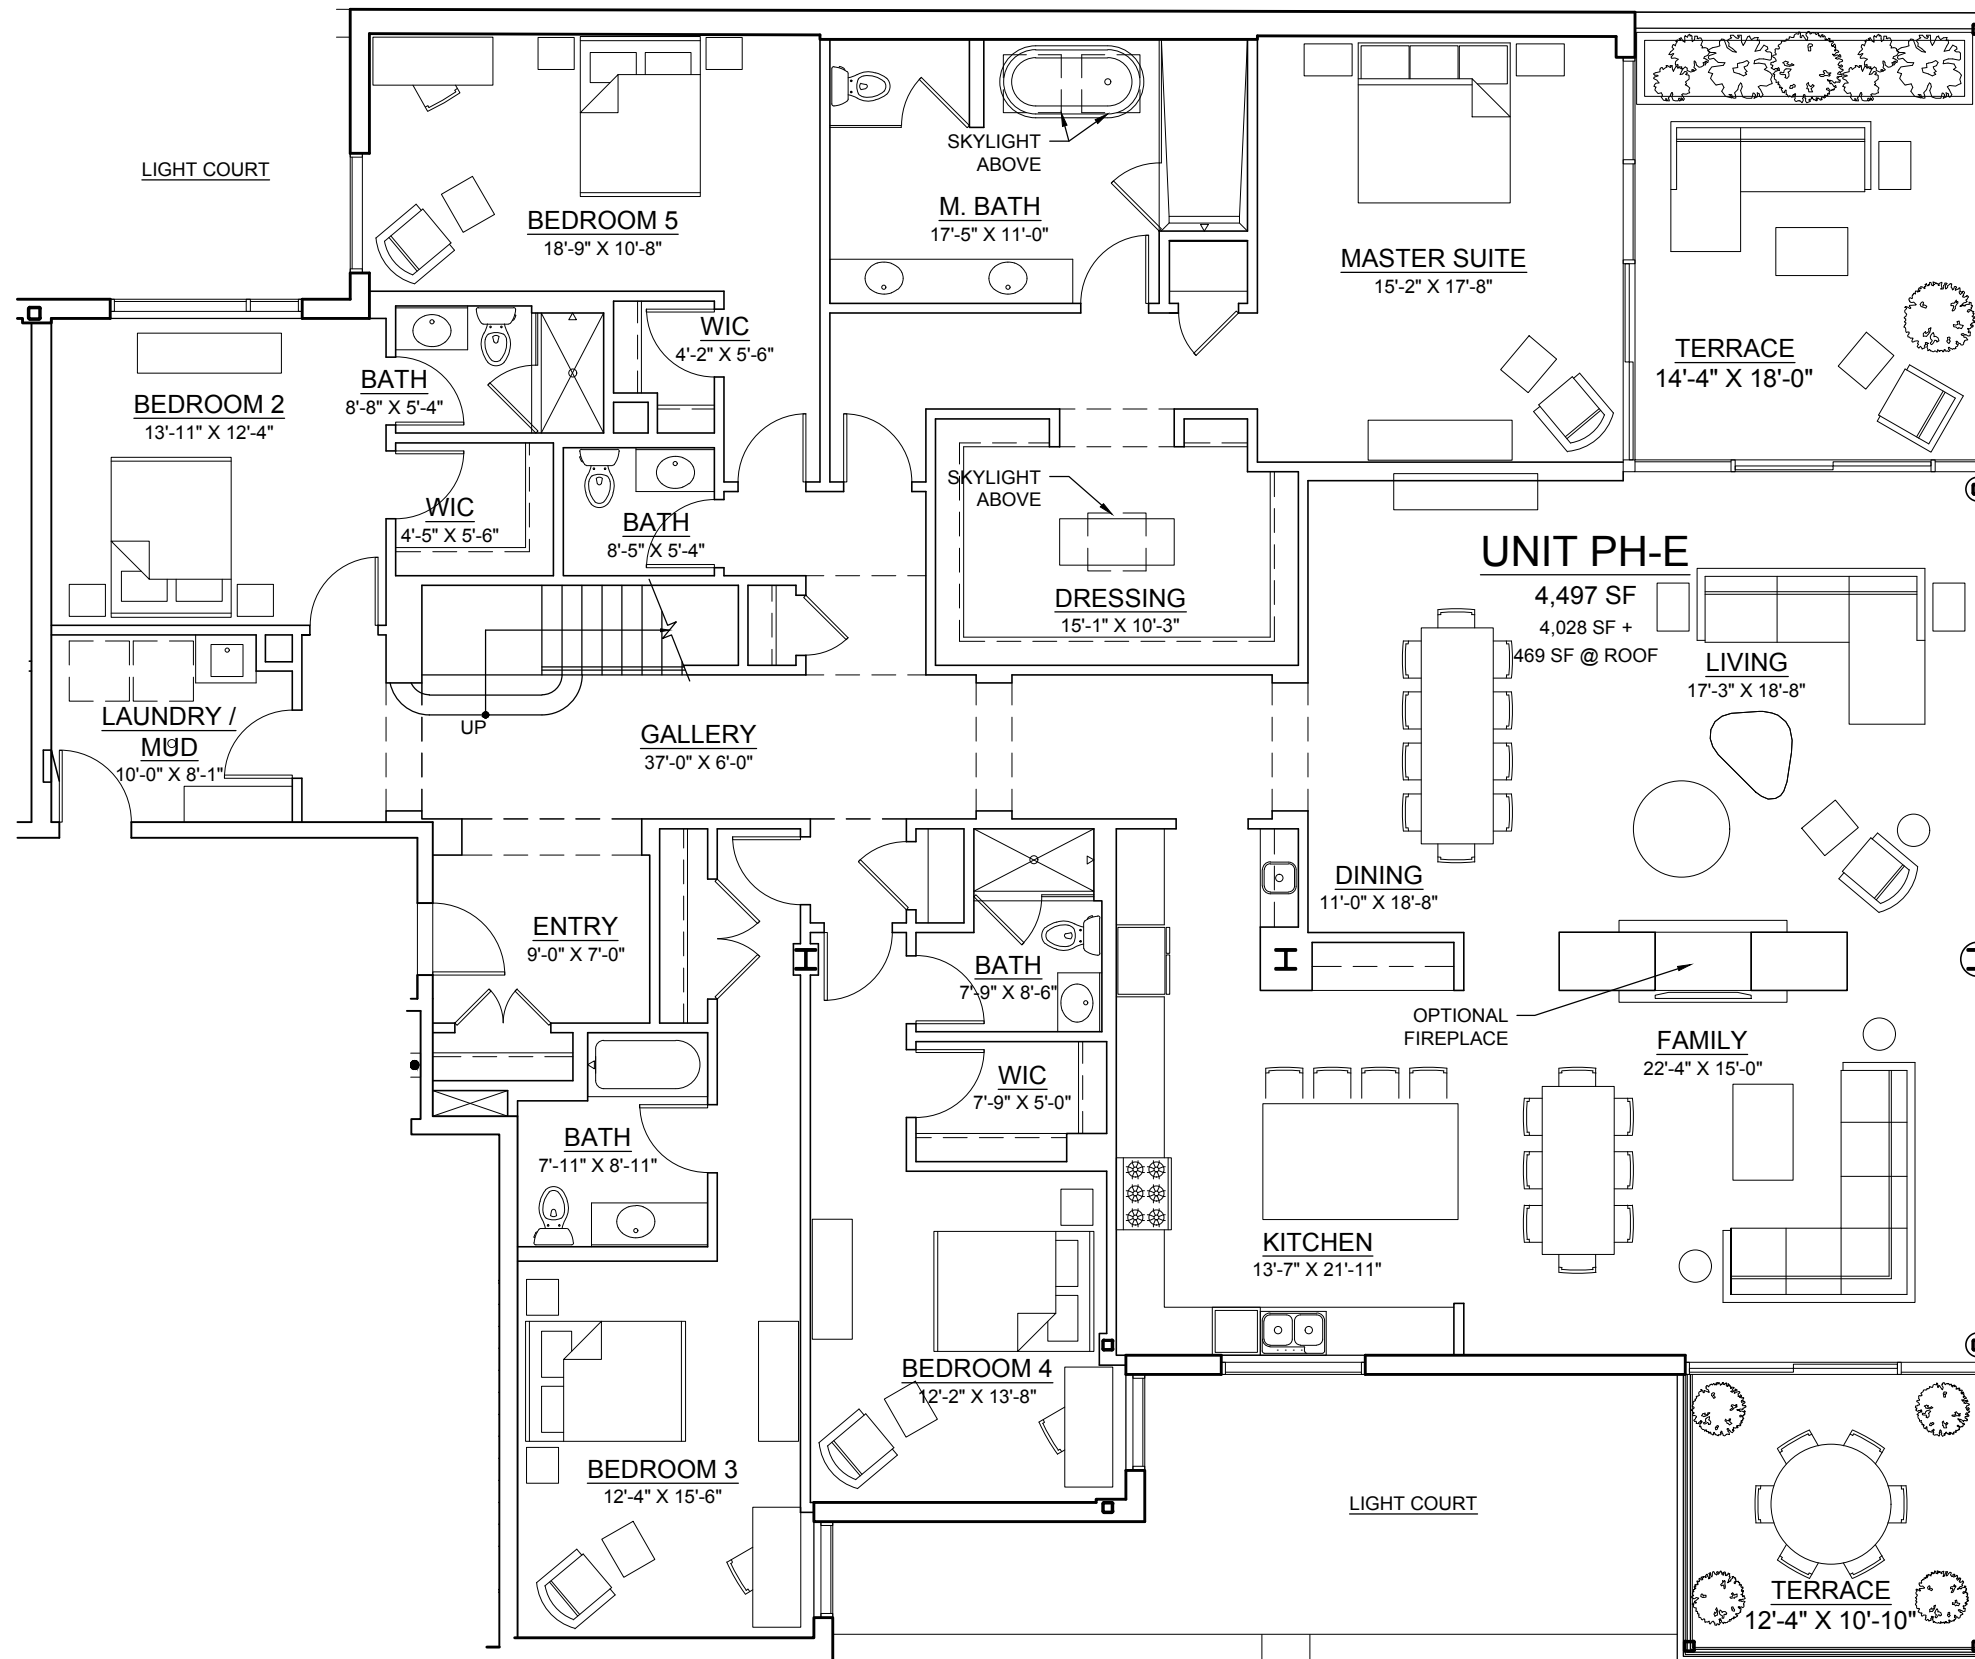 LIGHT COURT
BEDROOM 5
18'-9" X 10'-8"
SKYLIGHT
ABOVE
M. BATH
17'-5" X 11'-0"
MASTER SUITE
15'-2" X 17'-8"
TERRACE
14'-4" X 18'-0"
WIC
4'-2" X 5'-6"
BATH
8'-8" X 5'-4"
BEDROOM 2
13'-11" X 12'-4"
WIC
4'-5" X 5'-6"
BATH
8'-5" X 5'-4"
SKYLIGHT
ABOVE
DRESSING
15'-1" X 10'-3"
UNIT PH-E
4,497 SF
4,028 SF +
469 SF @ ROOF
LIVING
17'-3" X 18'-8"
LAUNDRY /
MUD
10'-0" X 8'-1"
UP
GALLERY
37'-0" X 6'-0"
DINING
11'-0" X 18'-8"
ENTRY
9'-0" X 7'-0"
BATH
7'-9" X 8'-6"
OPTIONAL
FIREPLACE
FAMILY
22'-4" X 15'-0"
WIC
7'-9" X 5'-0"
BATH
7'-11" X 8'-11"
KITCHEN
13'-7" X 21'-11"
BEDROOM 4
12'-2" X 13'-8"
BEDROOM 3
12'-4" X 15'-6"
LIGHT COURT
TERRACE
12'-4" X 10'-10"